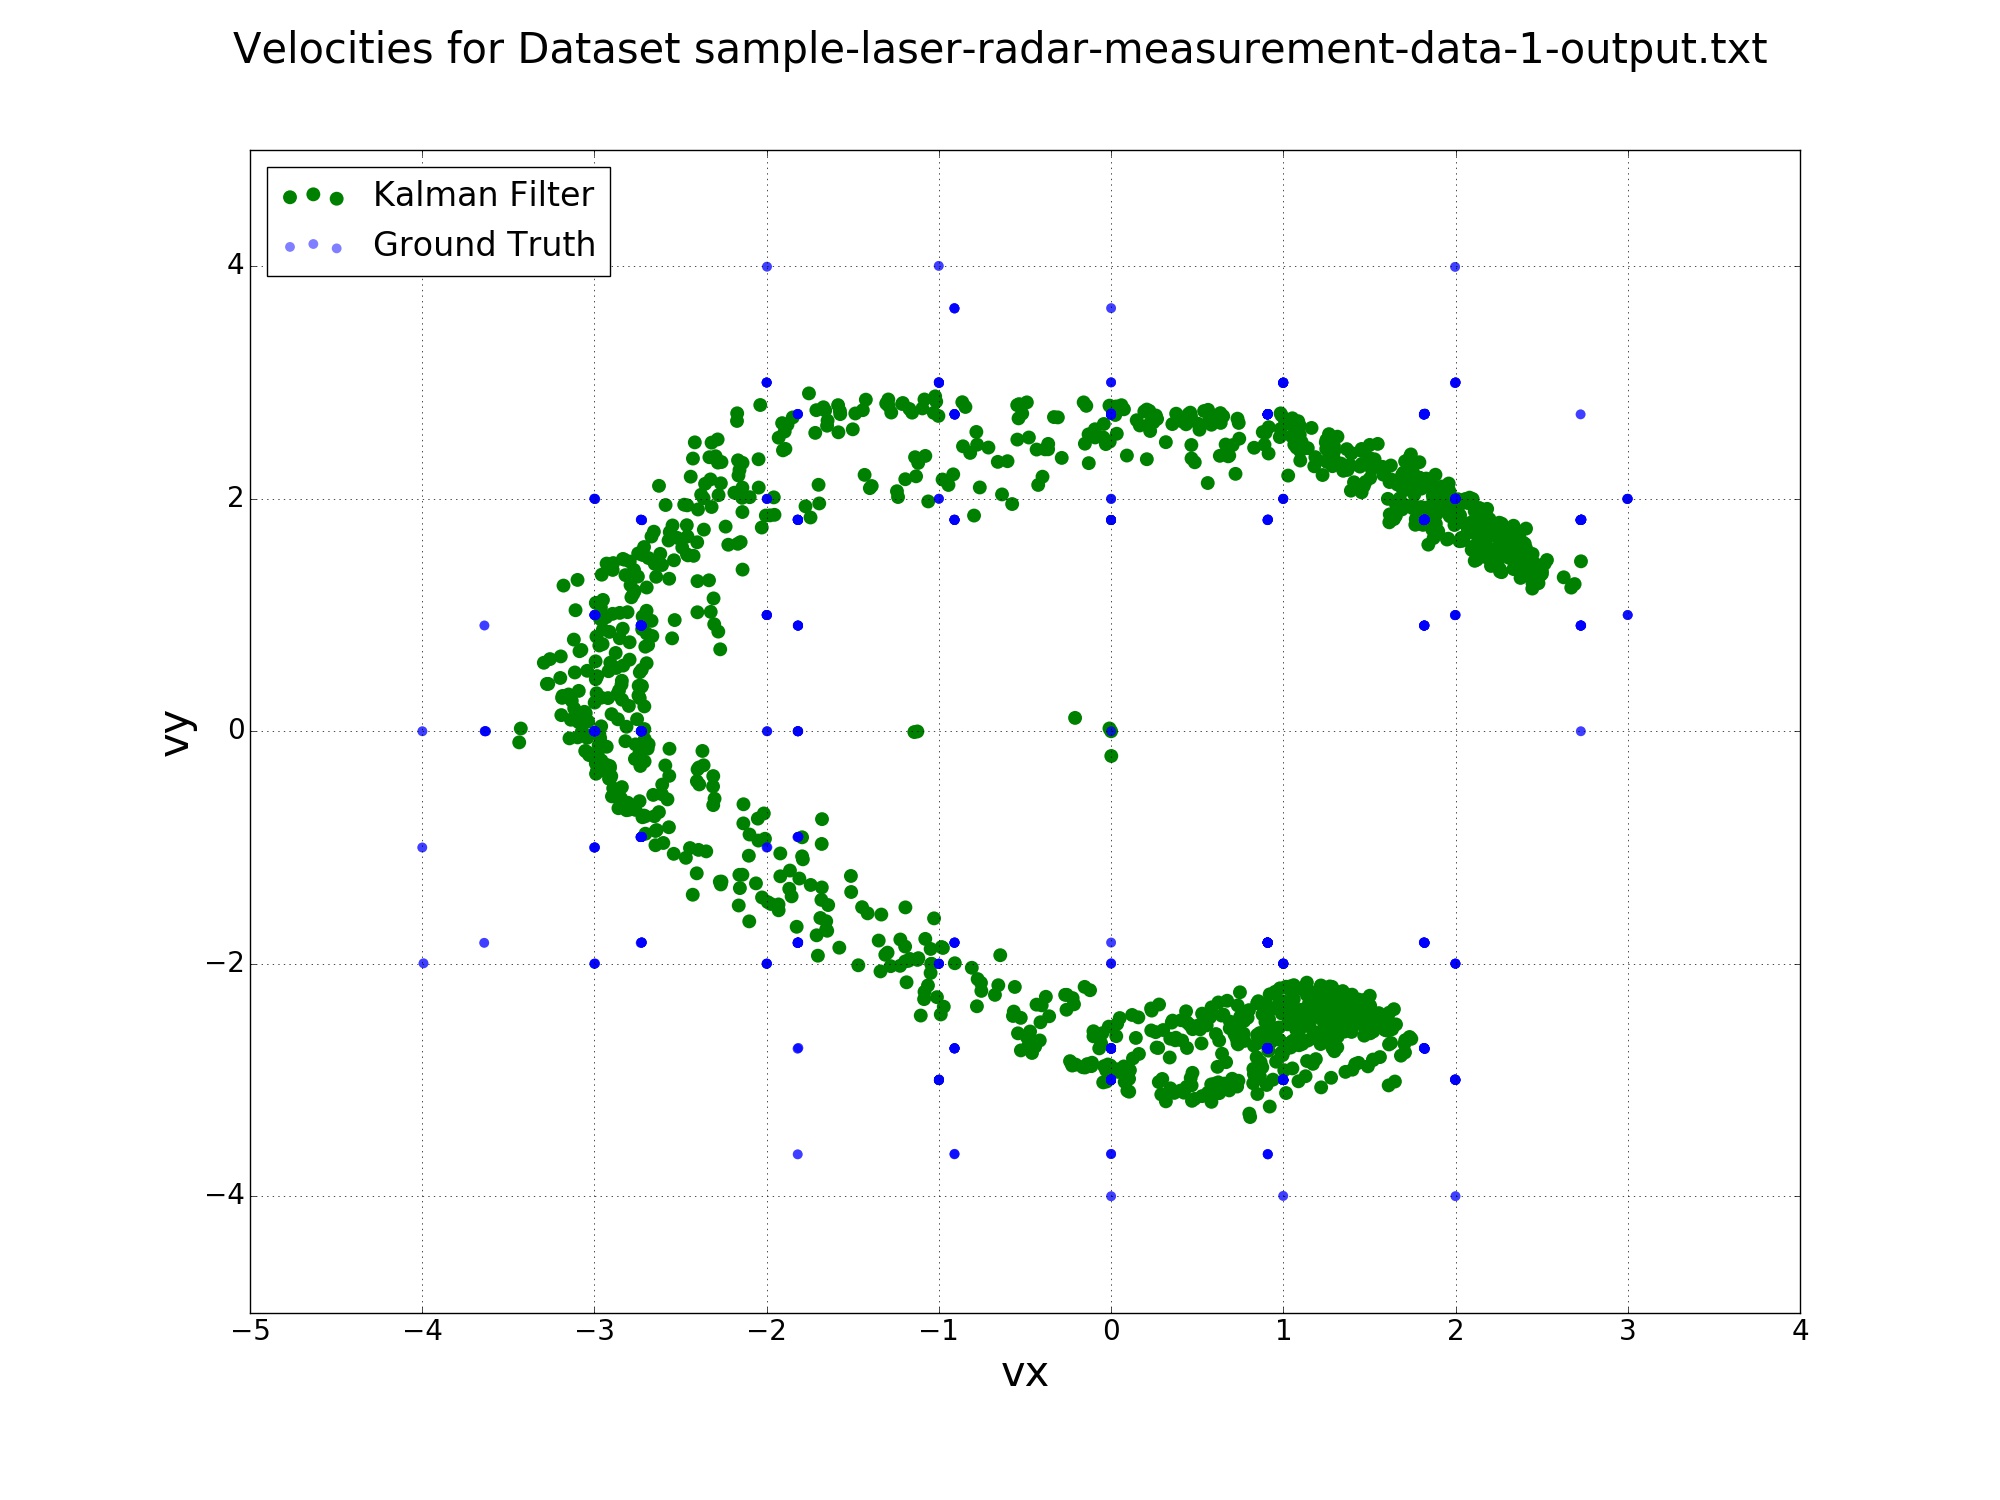 Velocities for Dataset sample-laser-radar-measurement-data-1-output.txt
Kalman Filter
Ground Truth
4
2
0
−2
−4
vy
−5 −4 −3 −2 −1 0 1 2 3 4
vx